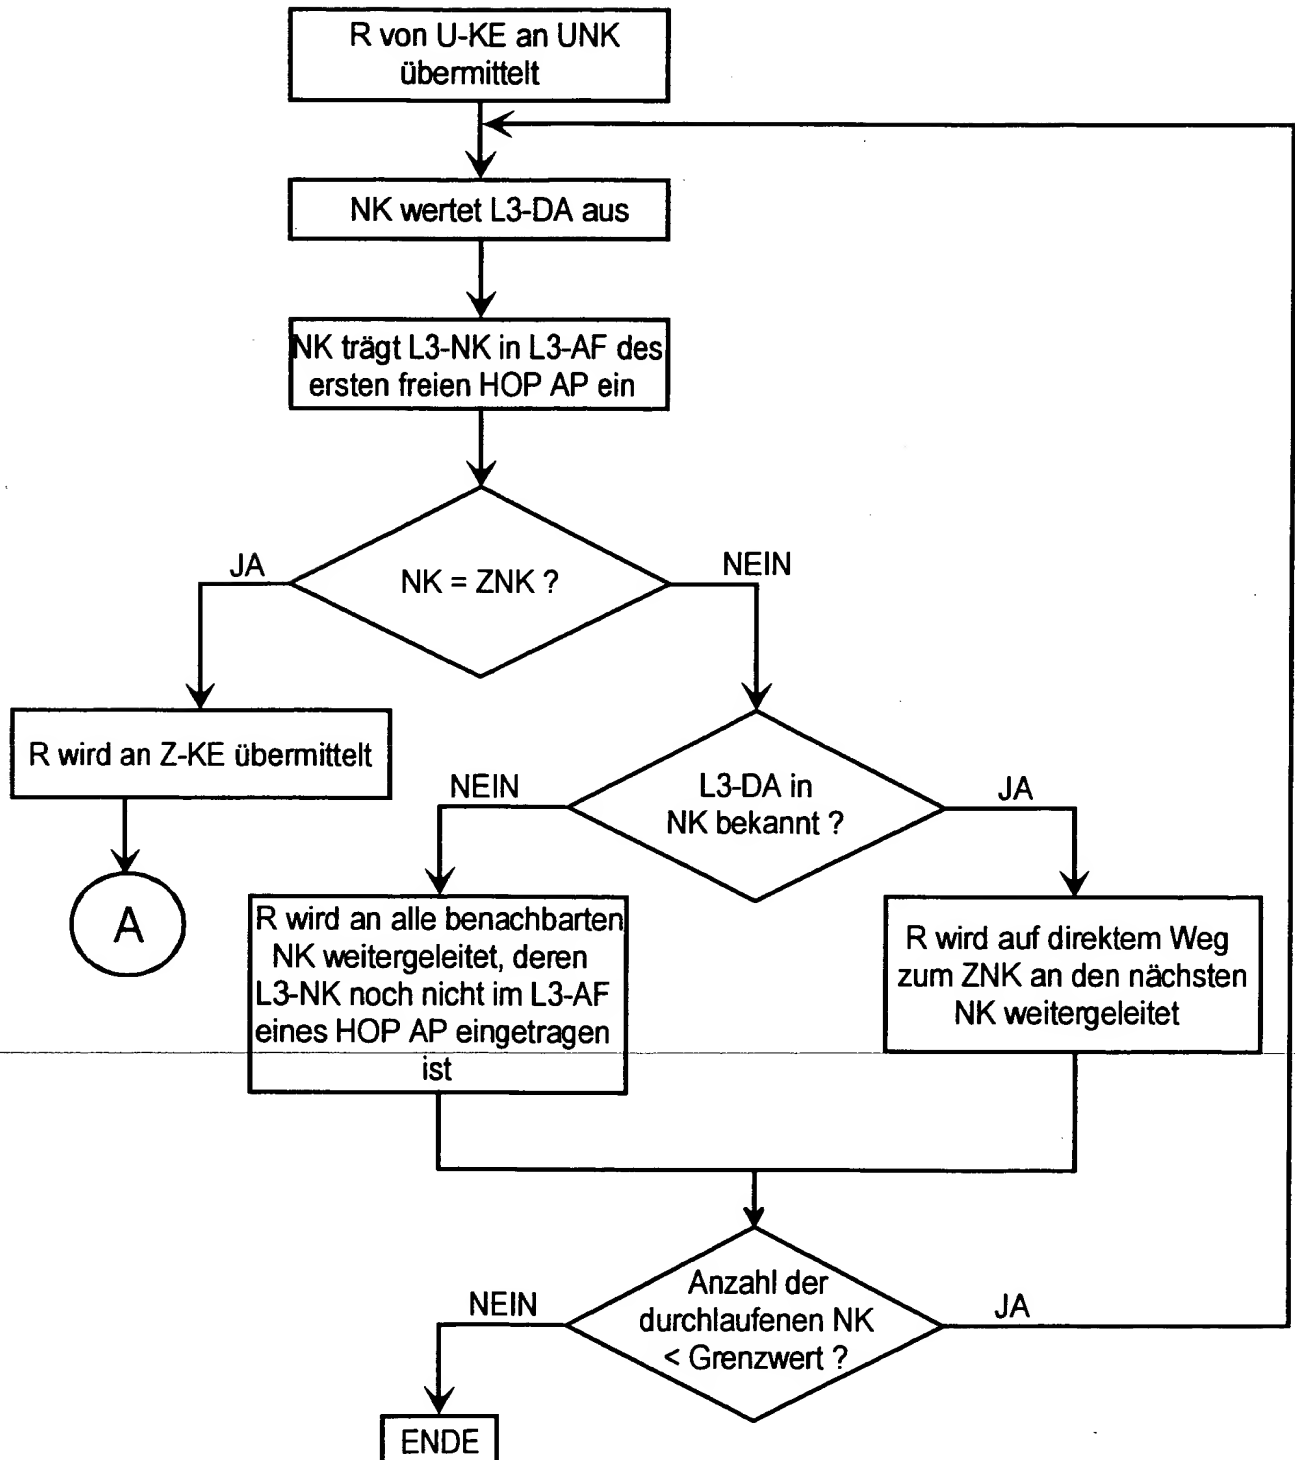 R von U-KE an UNK
übermittelt
NK wertet L3-DA aus
NK trägt L3-NK in L3-AF des
ersten freien HOP AP ein
JA
NK = ZNK ?
NEIN
R wird an Z-KE übermittelt
NEIN
L3-DA in
NK bekannt ?
JA
A
R wird an alle benachbarten
NK weitergeleitet, deren
L3-NK noch nicht im L3-AF
eines HOP AP eingetragen
ist
R wird auf direktem Weg
zum ZNK an den nächsten
NK weitergeleitet
NEIN
Anzahl der
durchlaufenen NK
< Grenzwert ?
JA
ENDE